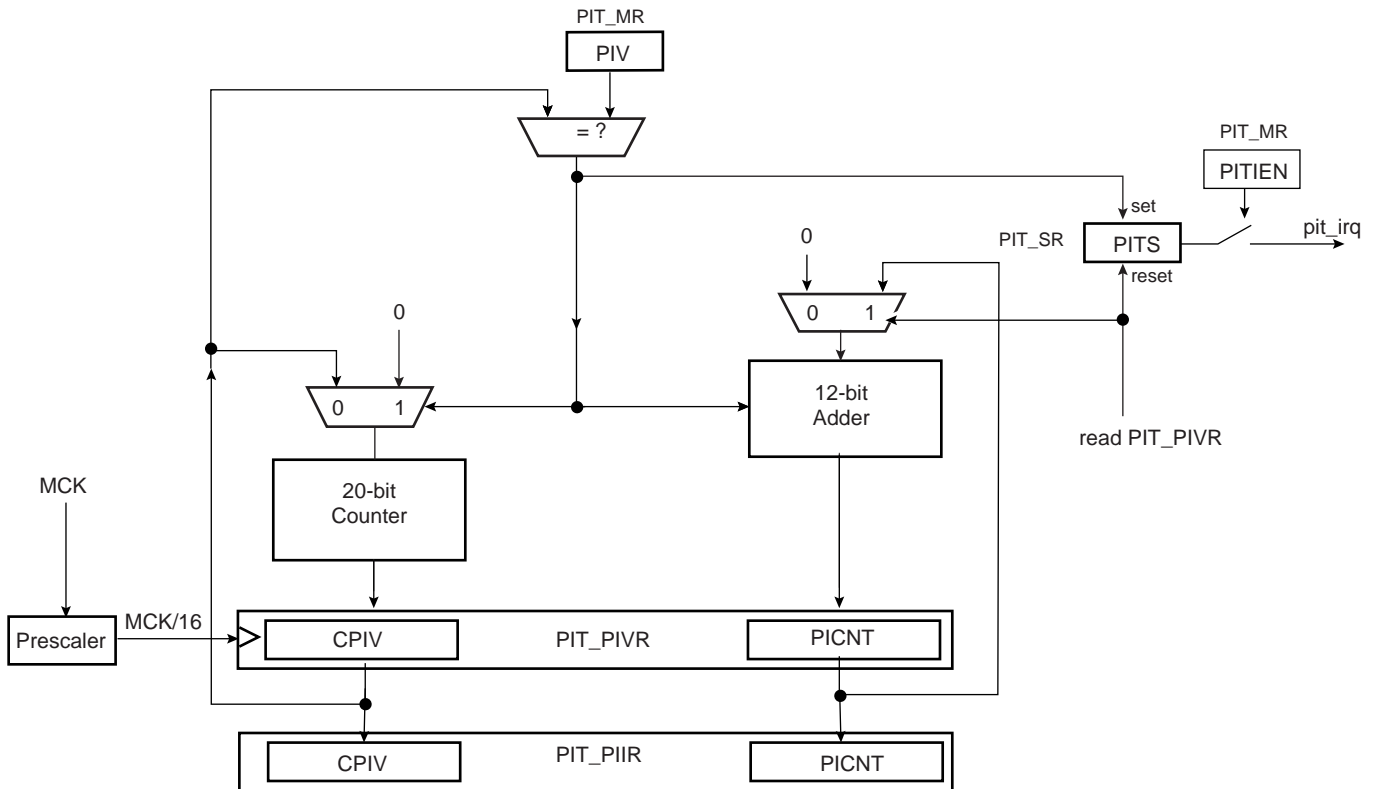 PIT_MR
PIV
= ?
PIT_MR
PITIEN
set
PIT_SR
PITS
pit_irq
reset
0
0 1
0
0 1
12-bit
Adder
read PIT_PIVR
MCK
20-bit
Counter
Prescaler
MCK/16
CPIV
PIT_PIVR
PICNT
CPIV
PIT_PIIR
PICNT